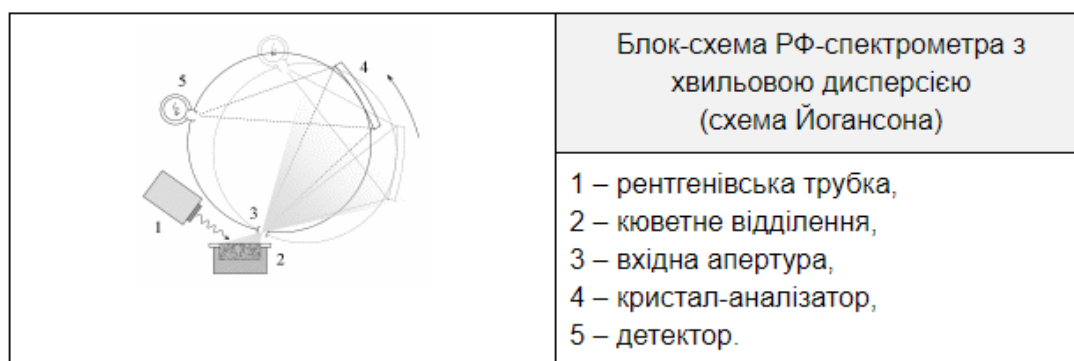 5
4
3
1
2
Блок-схема РФ-спектрометра з
хвильовою дисперсією
(схема Йогансона)
1 – рентгенівська трубка,
2 – кюветне відділення,
3 – вхідна апертура,
4 – кристал-аналізатор,
5 – детектор.